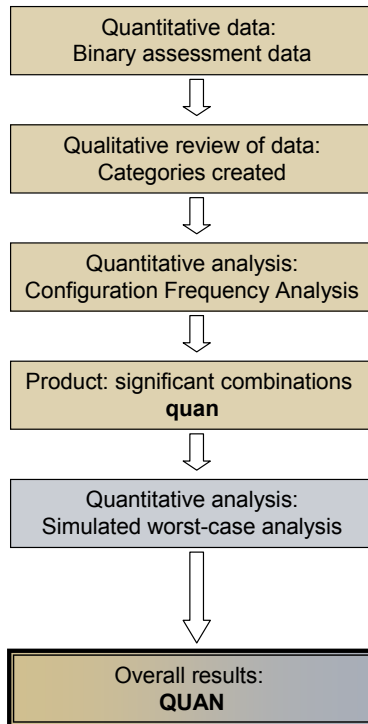 Quantitative data:
Binary assessment data
Qualitative review of data:
Categories created
Quantitative analysis:
Configuration Frequency Analysis
Product: significant combinations
quan
Quantitative analysis:
Simulated worst-case analysis
Overall results:
QUAN